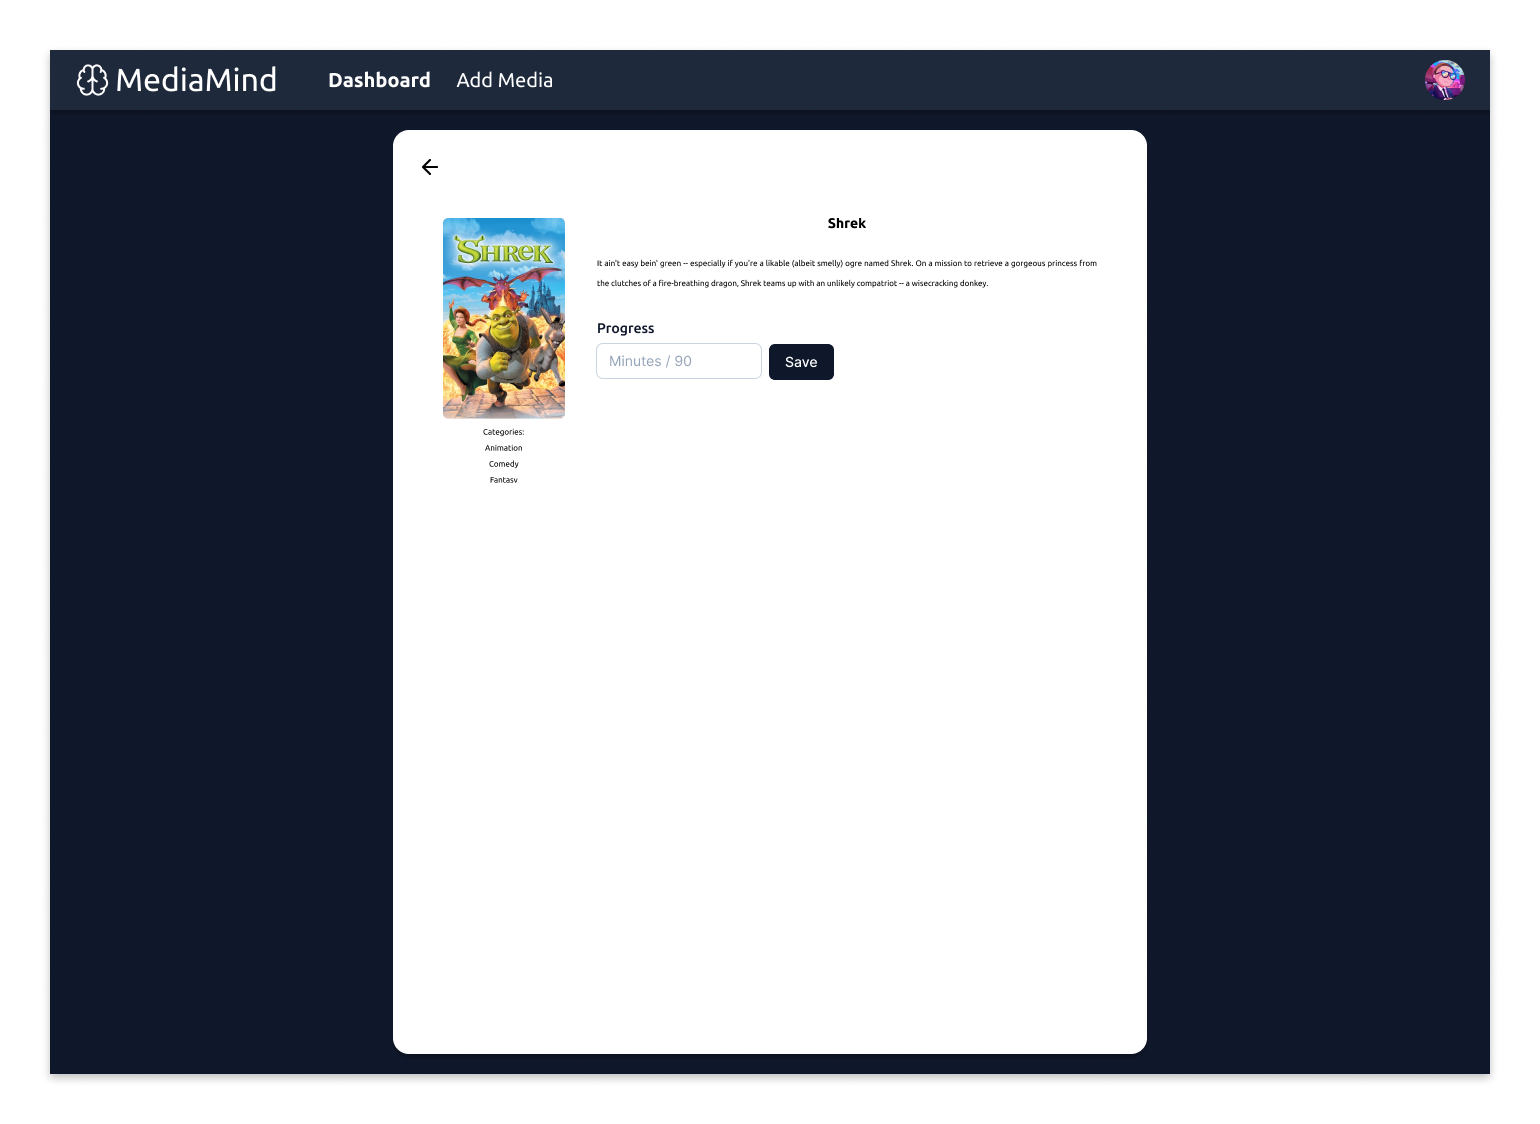 MediaMind Dashboard Add Media
Shrek
SHREK
It ain't easy bein' green -- especially if you're a likable (albeit smelly) ogre named Shrek. On a mission to retrieve a gorgeous princess from
the clutches of a fire-breathing dragon, Shrek teams up with an unlikely compatriot -- a wisecracking donkey.
Progress
Minutes / 90 Save
Categories:
Animation
Comedy
Fantasy